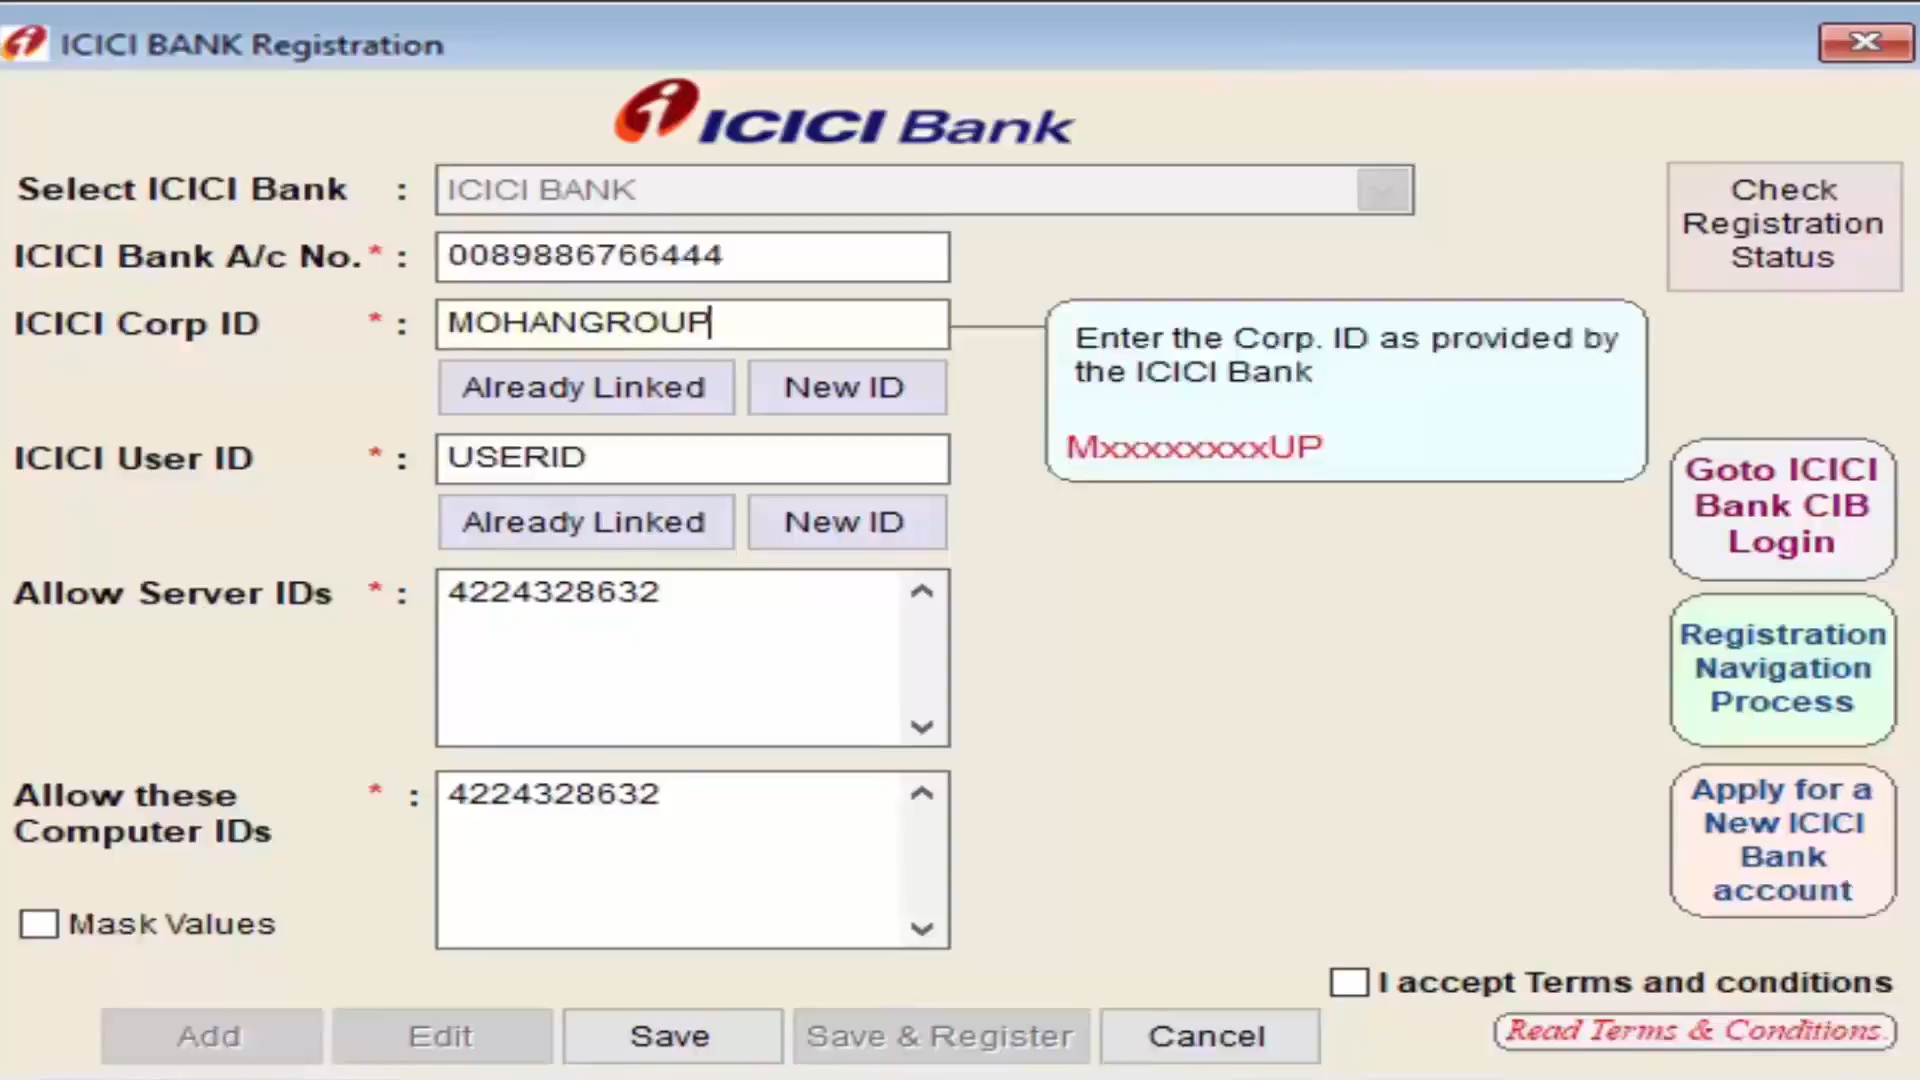 ICICI BANK Registration
ICICI Bank
Select ICICI Bank : ICICI BANK
Check
Registration
Status
ICICI Bank A/c No. * : 0089886766444
ICICI Corp ID * : MOHANGROUP
Enter the Corp. ID as provided by
the ICICI Bank
MxxxxxxxxxUP
Already Linked New ID
ICICI User ID * : USERID
Already Linked New ID
Goto ICICI
Bank CIB
Login
Allow Server IDs * : 4224328632
Registration
Navigation
Process
Allow these
Computer IDs * : 4224328632
Apply for a
New ICICI
Bank
account
Mask Values
I accept Terms and conditions
Add Edit Save Save & Register Cancel
Read Terms & Conditions.